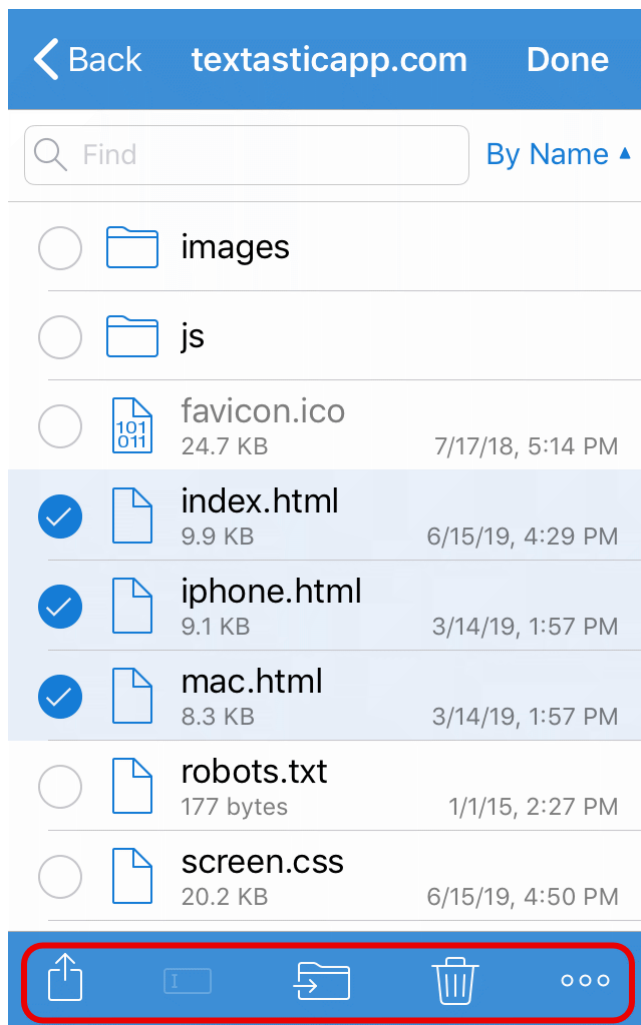 Back textasticapp.com Done
Find By Name ▲
images
js
favicon.ico
101
011
24.7 KB 7/17/18, 5:14 PM
index.html
9.9 KB 6/15/19, 4:29 PM
iphone.html
9.1 KB 3/14/19, 1:57 PM
mac.html
8.3 KB 3/14/19, 1:57 PM
robots.txt
177 bytes 1/1/15, 2:27 PM
screen.css
20.2 KB 6/15/19, 4:50 PM